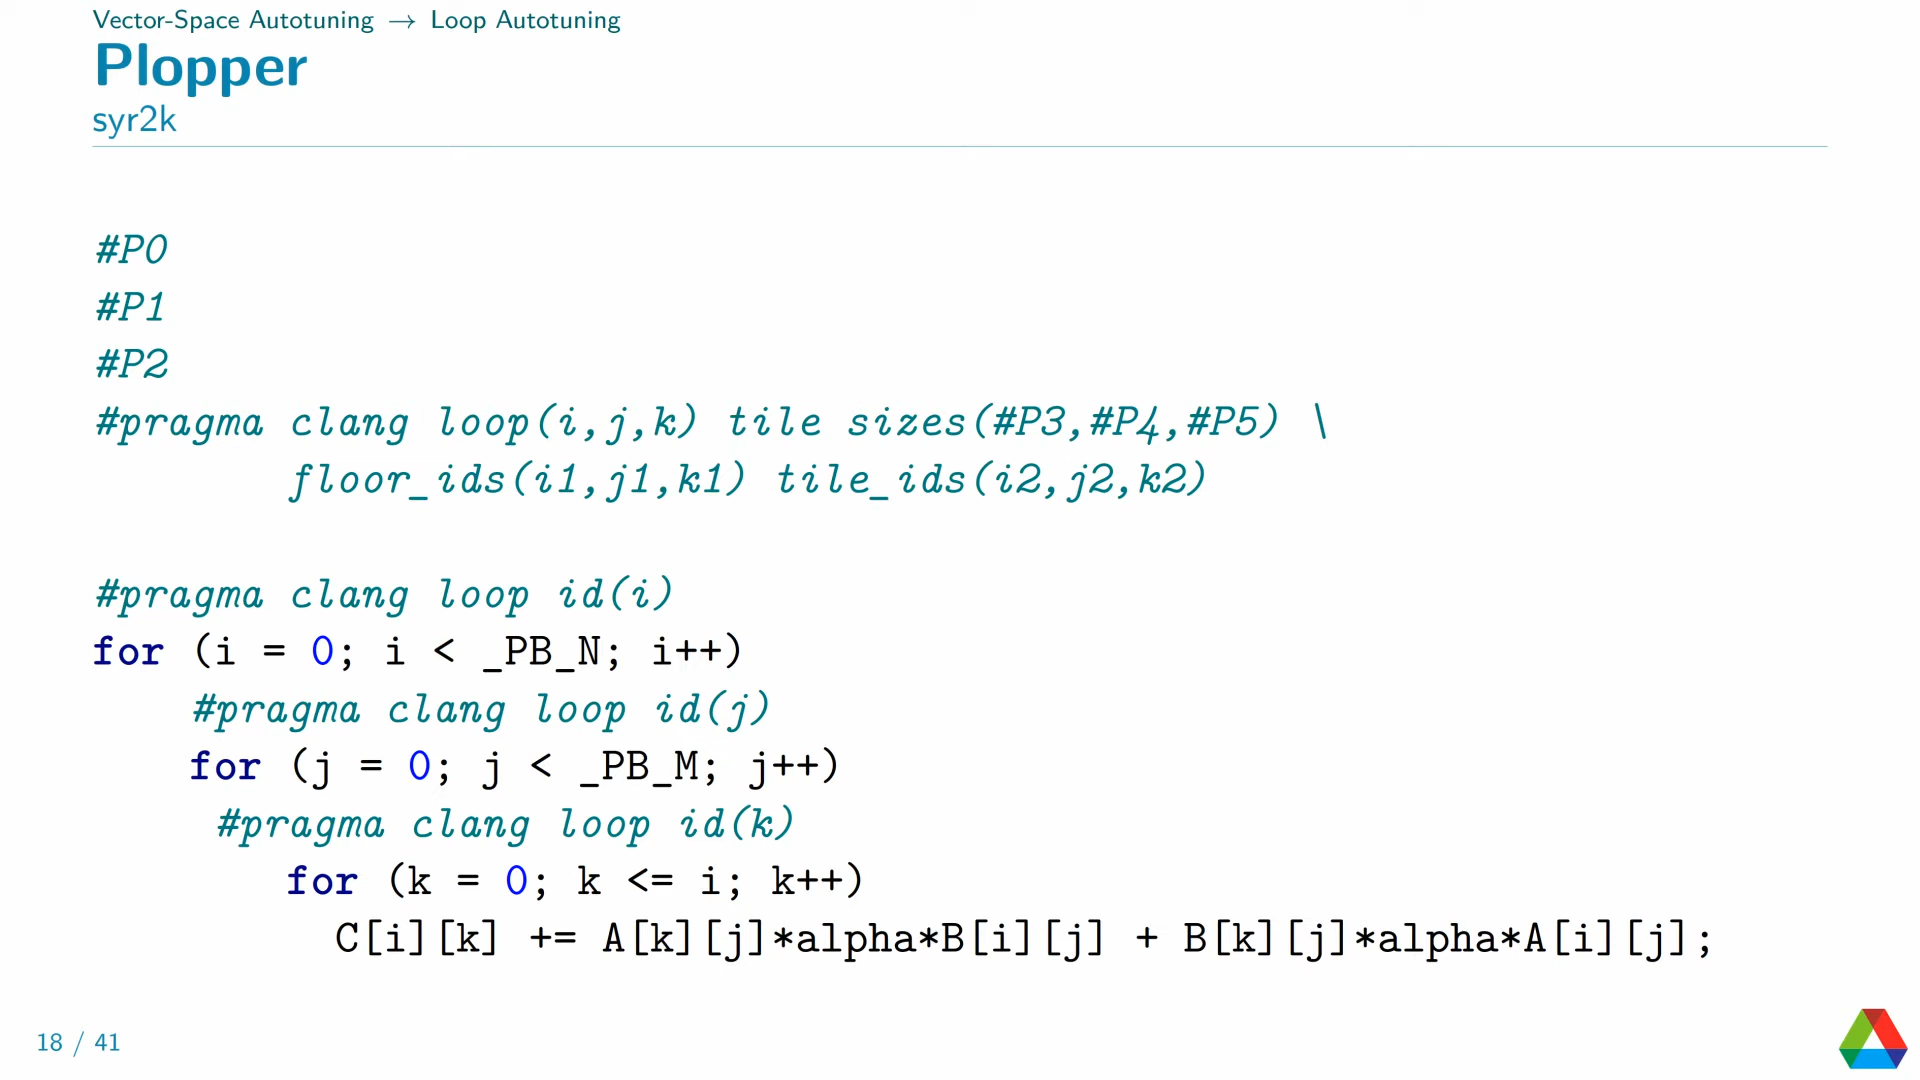 Vector-Space Autotuning → Loop Autotuning
Plopper
syr2k
#P0
#P1
#P2
#pragma clang loop(i,j,k) tile sizes(#P3,#P4,#P5) \
floor_ids(i1,j1,k1) tile_ids(i2,j2,k2)
#pragma clang loop id(i)
for (i = 0; i < _PB_N; i++)
#pragma clang loop id(j)
for (j = 0; j < _PB_M; j++)
#pragma clang loop id(k)
for (k = 0; k <= i; k++)
C[i][k] += A[k][j]*alpha*B[i][j] + B[k][j]*alpha*A[i][j];
18 / 41